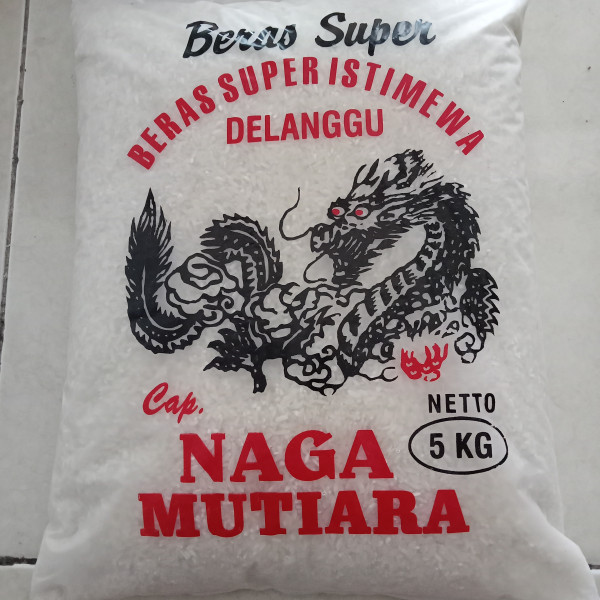 Beras Super
BERAS SUPER ISTIMEWA
DELANGGU
Cap.
NETTO
5 KG
NAGA
MUTIARA